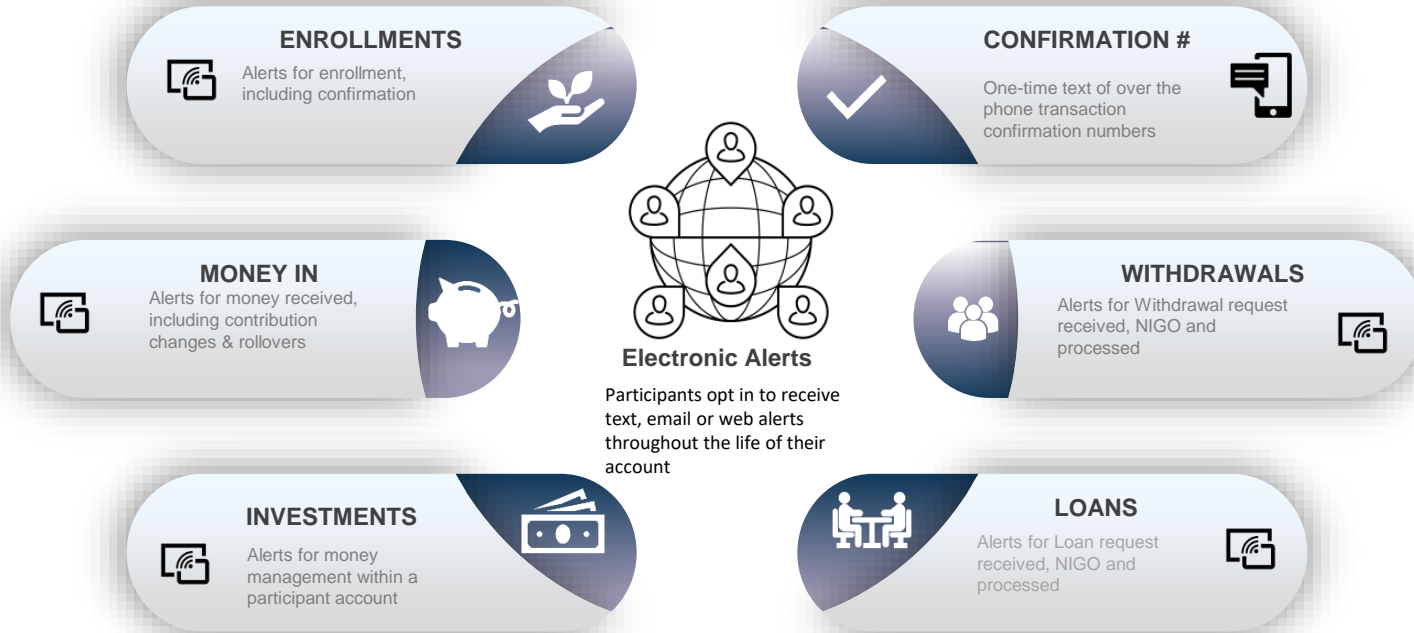 ENROLLMENTS
Alerts for enrollment,
including confirmation
CONFIRMATION #
One-time text of over the
phone transaction
confirmation numbers
MONEY IN
Alerts for money received,
including contribution
changes & rollovers
Electronic Alerts
Participants opt in to receive
text, email or web alerts
throughout the life of their
account
WITHDRAWALS
Alerts for Withdrawal request
received, NIGO and
processed
INVESTMENTS
Alerts for money
management within a
participant account
LOANS
Alerts for Loan request
received, NIGO and
processed